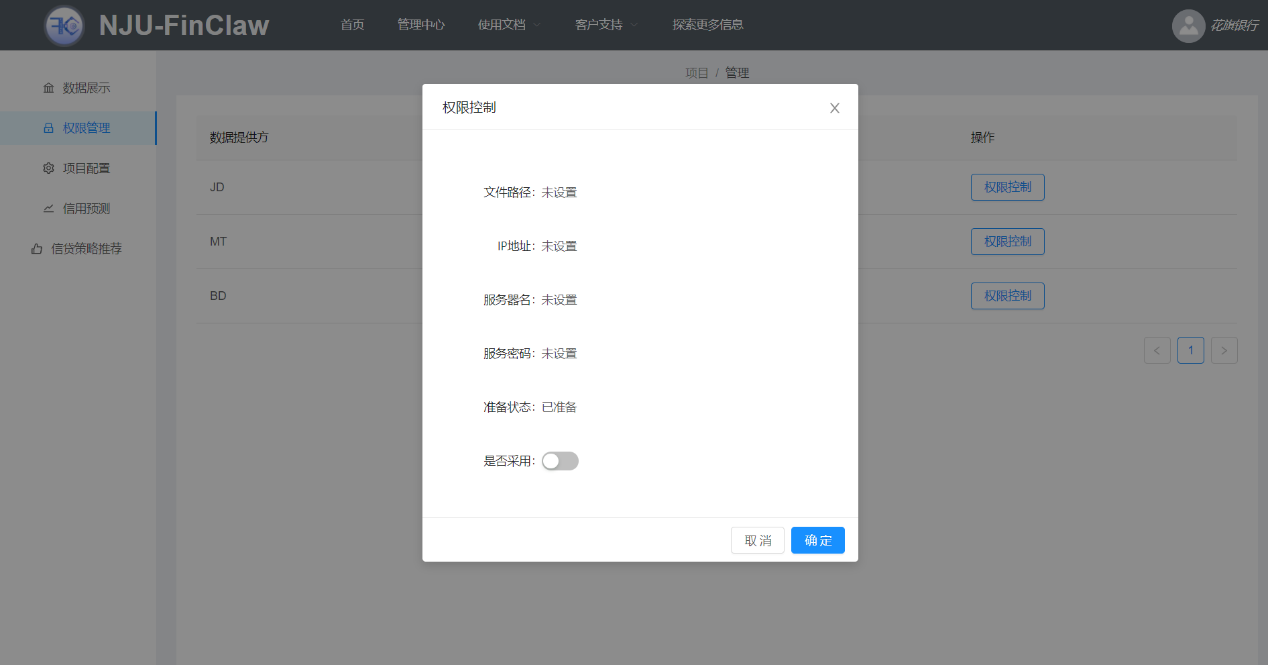 NJU-FinClaw
首页 管理中心 使用文档 客户支持 探索更多信息
花旗银行
数据展示
权限管理
项目配置
信用预测
信贷策略推荐
项目 / 管理
数据提供方 操作
JD 权限控制
MT 权限控制
BD 权限控制
1
权限控制
文件路径: 未设置
IP地址: 未设置
服务器名: 未设置
服务密码: 未设置
准备状态: 已准备
是否采用:
取 消 确 定